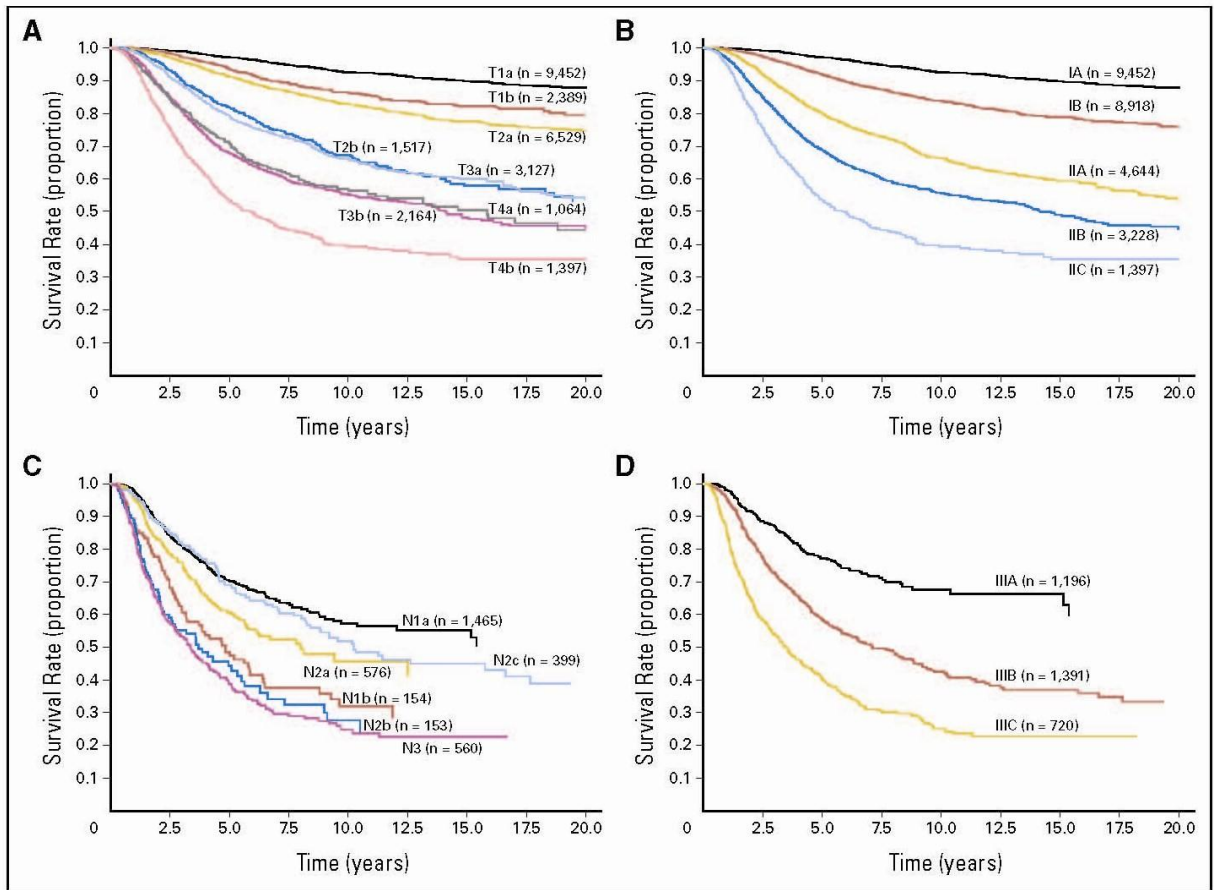 A
Survival Rate (proportion)
1.0
0.9
0.8
0.7
0.6
0.5
0.4
0.3
0.2
0.1
0
T1a (n = 9,452)
T1b (n = 2,389)
T2a (n = 6,529)
T2b (n = 1,517)
T3a (n = 3,127)
T4a (n = 1,064)
T3b (n = 2,164)
T4b (n = 1,397)
2.5 5.0 7.5 10.0 12.5 15.0 17.5 20.0
Time (years)
B
Survival Rate (proportion)
1.0
0.9
0.8
0.7
0.6
0.5
0.4
0.3
0.2
0.1
0
IA (n = 9,452)
IB (n = 8,918)
IIA (n = 4,644)
IIB (n = 3,228)
IIC (n = 1,397)
2.5 5.0 7.5 10.0 12.5 15.0 17.5 20.0
Time (years)
C
Survival Rate (proportion)
1.0
0.9
0.8
0.7
0.6
0.5
0.4
0.3
0.2
0.1
0
N1a (n = 1,465)
N2c (n = 399)
N2a (n = 576)
N1b (n = 154)
N2b (n = 153)
N3 (n = 560)
2.5 5.0 7.5 10.0 12.5 15.0 17.5 20.0
Time (years)
D
Survival Rate (proportion)
1.0
0.9
0.8
0.7
0.6
0.5
0.4
0.3
0.2
0.1
0
IIIA (n = 1,196)
IIIB (n = 1,391)
IIIC (n = 720)
2.5 5.0 7.5 10.0 12.5 15.0 17.5 20.0
Time (years)